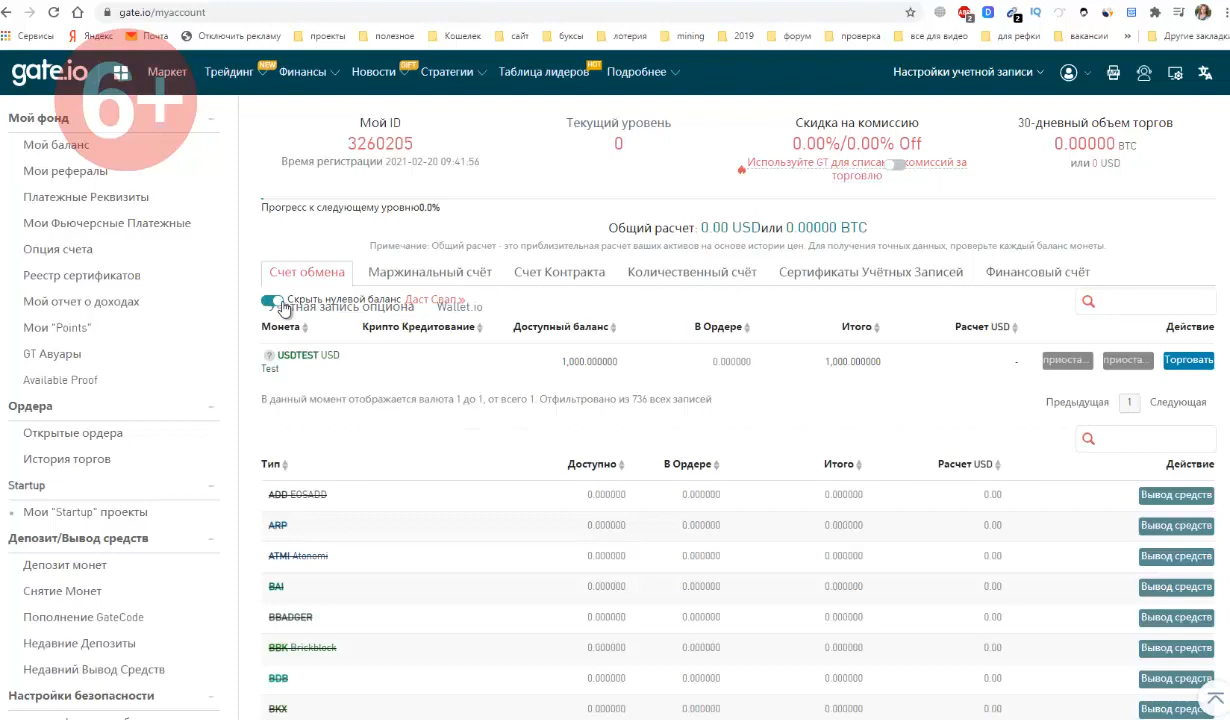 gate.io/myaccount
Сервисы Яндекс Почта Отключить рекламу проекты полезное Кошелек сайт буксы лотерия mining 2019 форум проверка все для видео для рефки вакансии » Другие закладки
gate.io Маркет Трейдинг NEW Финансы Новости GIFT Стратегии Таблица лидеров HOT Подробнее Настройки учетной записи
6+
Мой фонд
Мой баланс
Мои рефералы
Платежные Реквизиты
Мои Фьючерсные Платежные
Опция счета
Реестр сертификатов
Мой отчет о доходах
Мои "Points"
GT Авуары
Available Proof
Ордера
Открытые ордера
История торгов
Startup
Мои "Startup" проекты
Депозит/Вывод средств
Депозит монет
Снятие Монет
Пополнение GateCode
Недавние Депозиты
Недавний Вывод Средств
Настройки безопасности
Мой ID Текущий уровень Скидка на комиссию 30-дневный объем торгов
3260205 0 0.00%/0.00% Off 0.00000 BTC
Время регистрации 2021-02-20 09:41:56 Используйте GT для списан комиссий за или 0 USD
торговлю
Прогресс к следующему уровню0.0%
Общий расчет: 0.00 USDили 0.00000 BTC
Примечание: Общий расчет - это приблизительная расчет ваших активов на основе истории цен. Для получения точных данных, проверьте каждый баланс монеты.
Счет обмена Маржинальный счёт Счет Контракта Количественный счёт Сертификаты Учётных Записей Финансовый счёт
Скрыть нулевой баланс Даст Свап »
Учетная запись опциона Wallet.io
Монета Крипто Кредитование Доступный баланс В Ордере Итого Расчет USD Действие
USDTEST USD 1,000.000000 0.000000 1,000.000000 - приоста... приоста... Торговать
Test
В данный момент отображается валюта 1 до 1, от всего 1. Отфильтровано из 736 всех записей Предыдущая 1 Следующая
Тип Доступно В Ордере Итого Расчет USD Действие
ADD EOSADD 0.000000 0.000000 0.000000 0.00 Вывод средств
ARP 0.000000 0.000000 0.000000 0.00 Вывод средств
ATMI Atonomi 0.000000 0.000000 0.000000 0.00 Вывод средств
BAI 0.000000 0.000000 0.000000 0.00 Вывод средств
BBADGER 0.000000 0.000000 0.000000 0.00 Вывод средств
BBK Brickblock 0.000000 0.000000 0.000000 0.00 Вывод средств
BDB 0.000000 0.000000 0.000000 0.00 Вывод средств
BKX 0.000000 0.000000 0.000000 0.00 Вывод средств